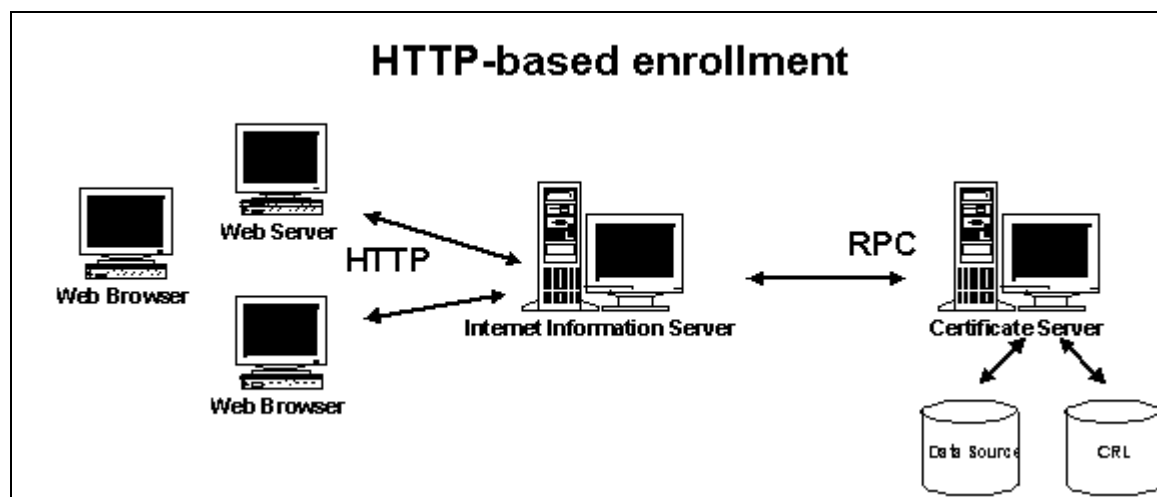 HTTP-based enrollment
Web Server
HTTP
RPC
Web Browser
Internet Information Server
Certificate Server
Web Browser
Data Source
CRL